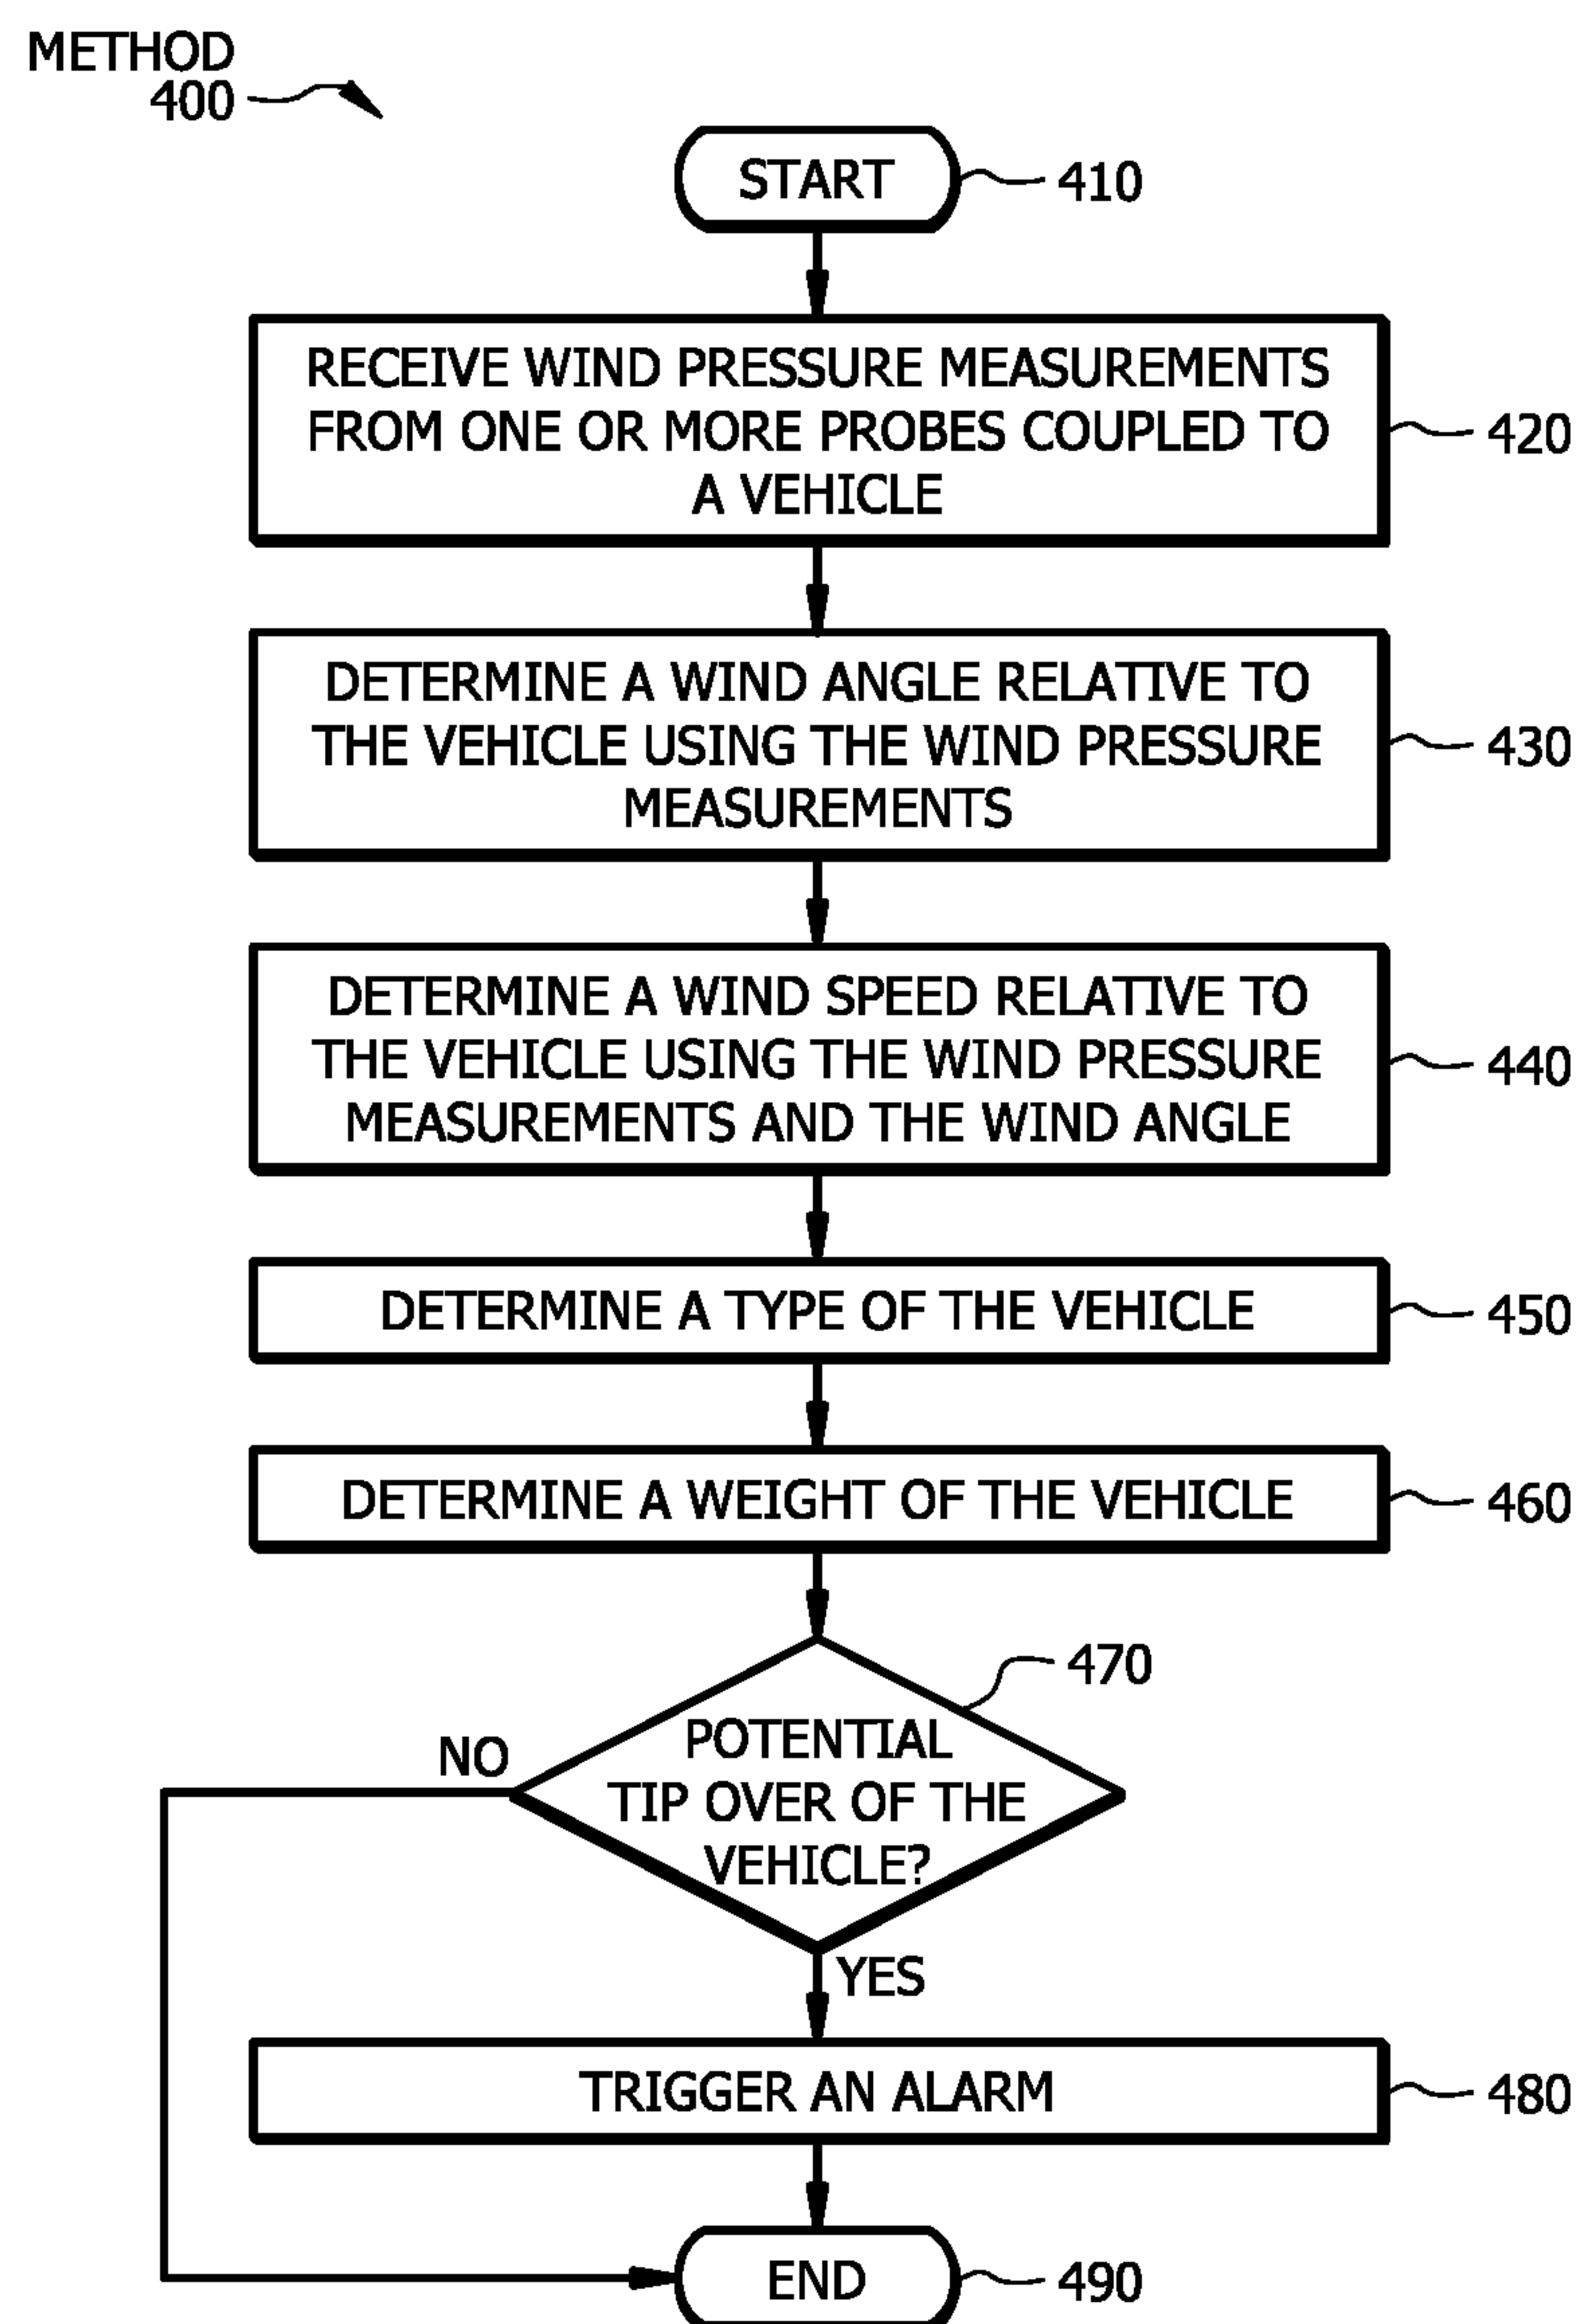 METHOD
400
START
410
RECEIVE WIND PRESSURE MEASUREMENTS
FROM ONE OR MORE PROBES COUPLED TO
A VEHICLE
420
DETERMINE A WIND ANGLE RELATIVE TO
THE VEHICLE USING THE WIND PRESSURE
MEASUREMENTS
430
DETERMINE A WIND SPEED RELATIVE TO
THE VEHICLE USING THE WIND PRESSURE
MEASUREMENTS AND THE WIND ANGLE
440
DETERMINE A TYPE OF THE VEHICLE
450
DETERMINE A WEIGHT OF THE VEHICLE
460
470
POTENTIAL
TIP OVER OF THE
VEHICLE?
NO
YES
TRIGGER AN ALARM
480
END
490